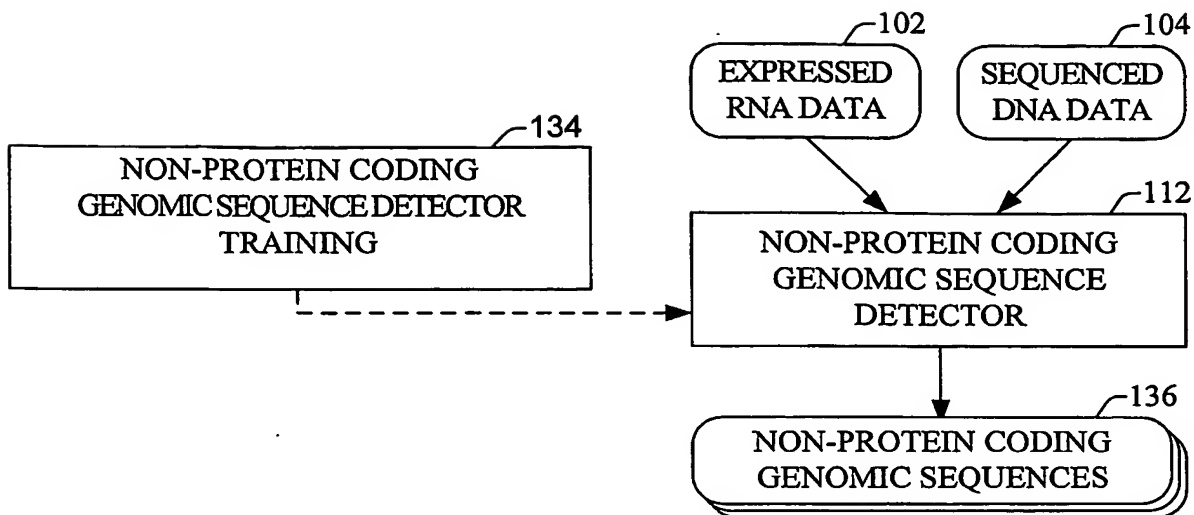 102
104
EXPRESSED
RNA DATA
SEQUENCED
DNA DATA
134
NON-PROTEIN CODING
GENOMIC SEQUENCE DETECTOR
TRAINING
112
NON-PROTEIN CODING
GENOMIC SEQUENCE
DETECTOR
136
NON-PROTEIN CODING
GENOMIC SEQUENCES